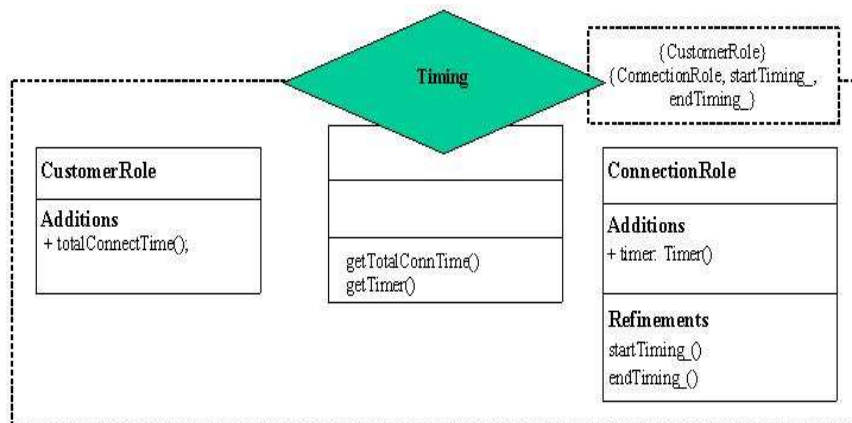 Timing
{CustomerRole}
{ConnectionRole, startTiming_,
endTiming_}
CustomerRole
Additions
+ totalConnectTime();
getTotalConnTime()
getTimer()
ConnectionRole
Additions
+ timer: Timer()
Refinements
startTiming_()
endTiming_()